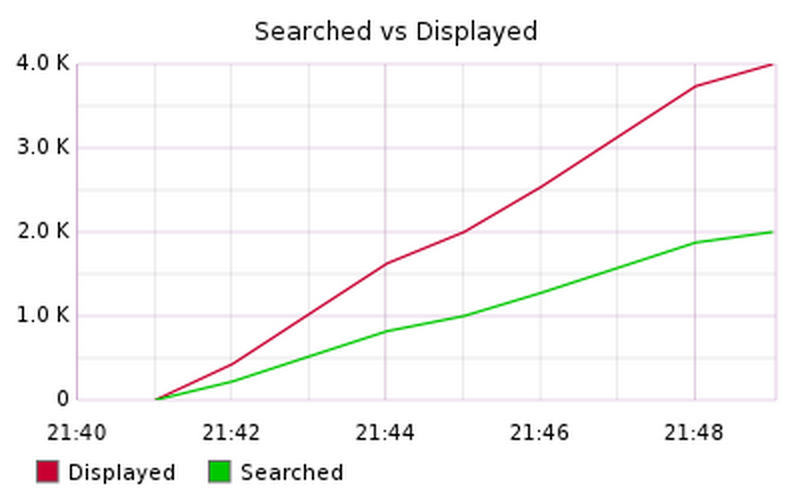 Searched vs Displayed
4.0 K
3.0 K
2.0 K
1.0 K
0
21:40 21:42 21:44 21:46 21:48
Displayed Searched